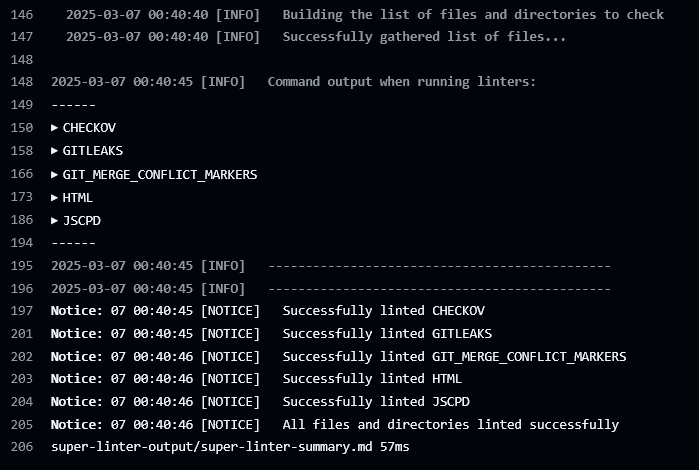 146 2025-03-07 00:40:40 [INFO] Building the list of files and directories to check
147 2025-03-07 00:40:40 [INFO] Successfully gathered list of files...
148
148 2025-03-07 00:40:45 [INFO] Command output when running linters:
149 ------
150 ▶ CHECKOV
158 ▶ GITLEAKS
166 ▶ GIT_MERGE_CONFLICT_MARKERS
173 ▶ HTML
186 ▶ JSCPD
194 ------
195 2025-03-07 00:40:45 [INFO] ----------------------------------------------
196 2025-03-07 00:40:45 [INFO] ----------------------------------------------
197 Notice: 07 00:40:45 [NOTICE] Successfully linted CHECKOV
201 Notice: 07 00:40:45 [NOTICE] Successfully linted GITLEAKS
202 Notice: 07 00:40:46 [NOTICE] Successfully linted GIT_MERGE_CONFLICT_MARKERS
203 Notice: 07 00:40:46 [NOTICE] Successfully linted HTML
204 Notice: 07 00:40:46 [NOTICE] Successfully linted JSCPD
205 Notice: 07 00:40:46 [NOTICE] All files and directories linted successfully
206 super-linter-output/super-linter-summary.md 57ms